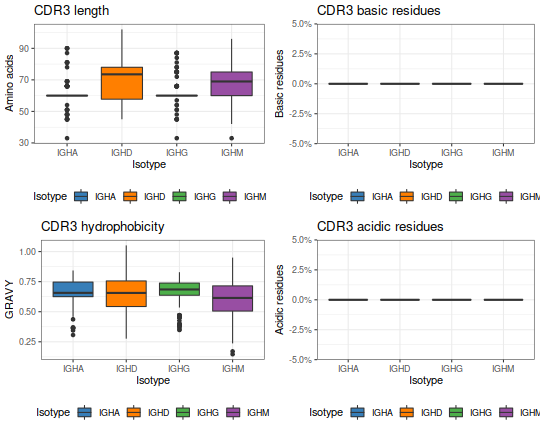 CDR3 length
Amino acids
90
70
50
30
IGHA IGHD IGHG IGHM
Isotype
Isotype IGHA IGHD IGHG IGHM
CDR3 basic residues
Basic residues
5.0%
2.5%
0.0%
-2.5%
-5.0%
IGHA IGHD IGHG IGHM
Isotype
Isotype IGHA IGHD IGHG IGHM
CDR3 hydrophobicity
GRAVY
1.00
0.75
0.50
0.25
IGHA IGHD IGHG IGHM
Isotype
Isotype IGHA IGHD IGHG IGHM
CDR3 acidic residues
Acidic residues
5.0%
2.5%
0.0%
-2.5%
-5.0%
IGHA IGHD IGHG IGHM
Isotype
Isotype IGHA IGHD IGHG IGHM